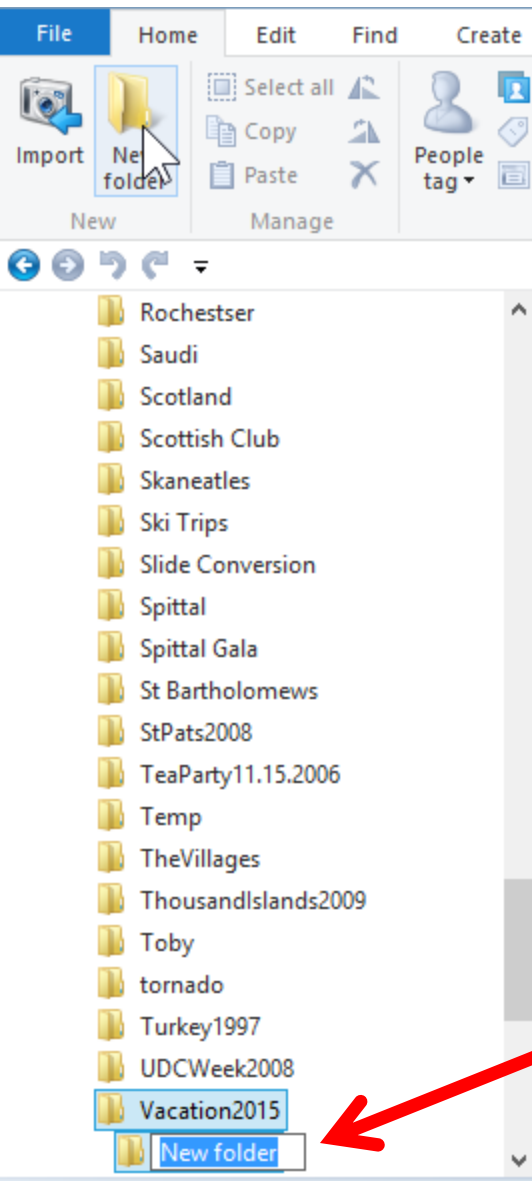 File Home Edit Find Create
Select all
Copy
Import New folder Paste People tag
New Manage
Rochestser
Saudi
Scotland
Scottish Club
Skaneatles
Ski Trips
Slide Conversion
Spittal
Spittal Gala
St Bartholomews
StPats2008
TeaParty11.15.2006
Temp
TheVillages
ThousandIslands2009
Toby
tornado
Turkey1997
UDCWeek2008
Vacation2015
New folder